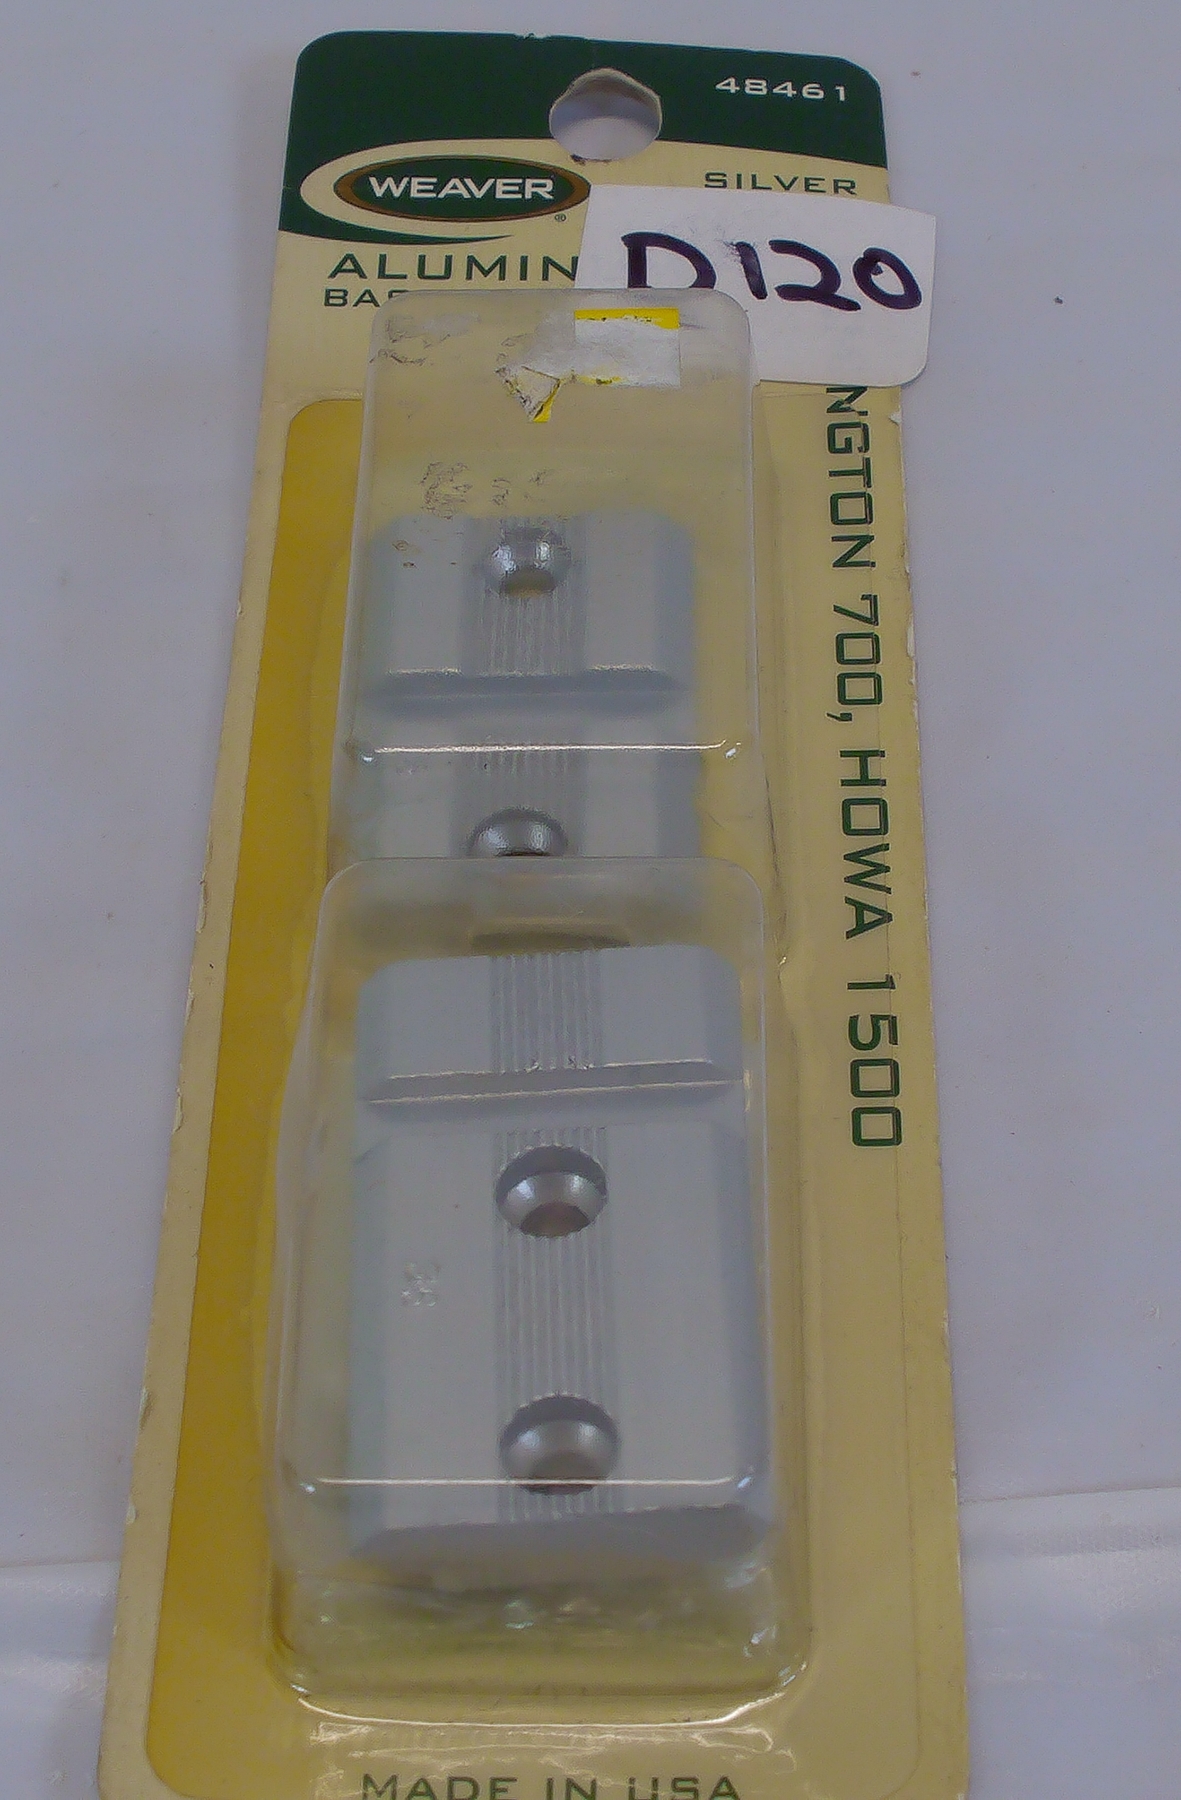 48461
WEAVER®
SILVER
ALUMIN
BAS
D120
NGTON 700, HOWA 1500
MADE IN USA